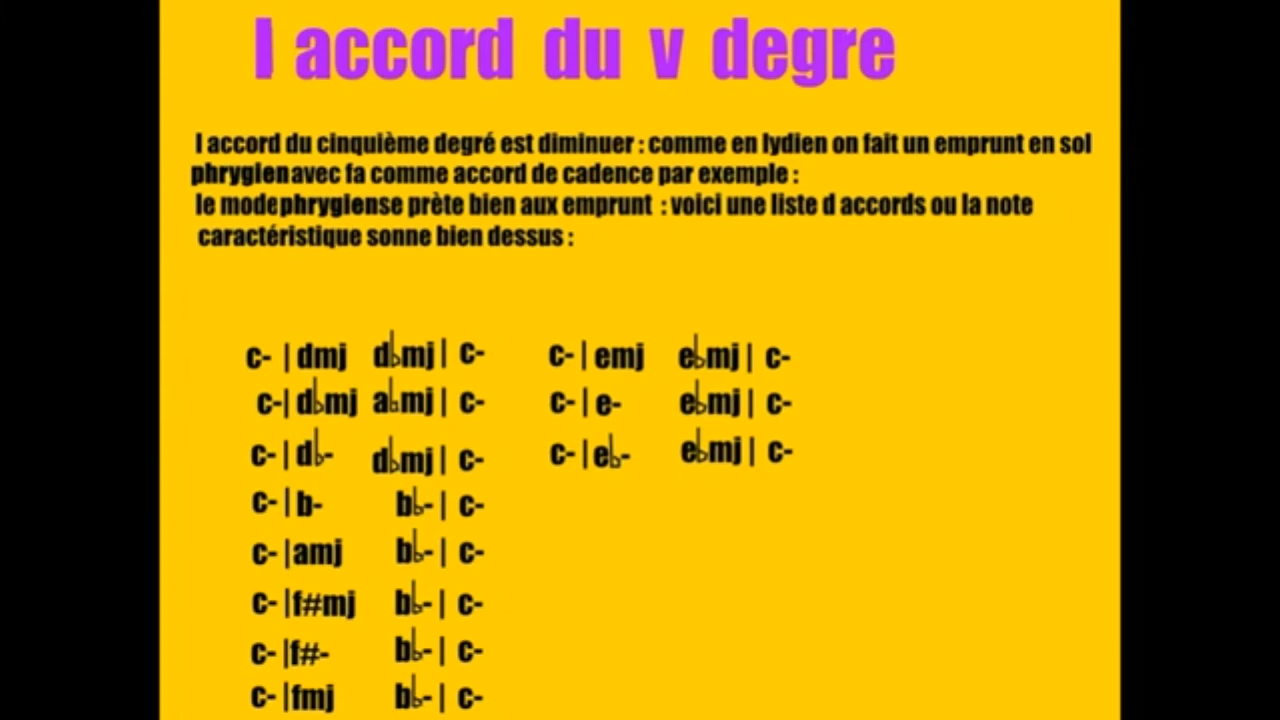 l accord du v degre
l accord du cinquième degré est diminuer : comme en lydien on fait un emprunt en sol
phrygien avec fa comme accord de cadence par exemple :
le mode phrygien se prète bien aux emprunt : voici une liste d accords ou la note
caractéristique sonne bien dessus :
c- | dmj d♭mj | c- c- | emj e♭mj | c-
c-| d♭mj a♭mj | c- c- | e- e♭mj | c-
c- | d♭- d♭mj | c- c- | e♭- e♭mj | c-
c- | b- b♭- | c-
c- |amj b♭- | c-
c- |f#mj b♭- | c-
c- |f#- b♭- | c-
c- |fmj b♭- | c-